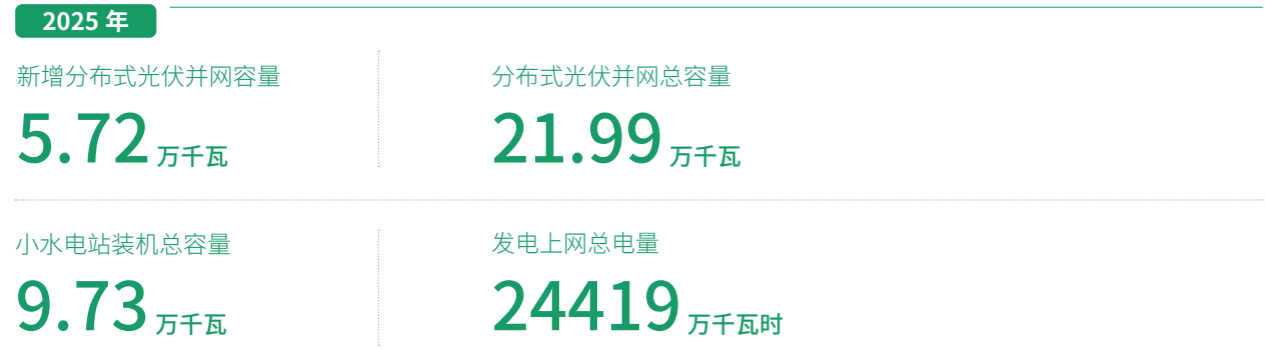 2025 年
新增分布式光伏并网容量
5.72 万千瓦
分布式光伏并网总容量
21.99 万千瓦
小水电站装机总容量
9.73 万千瓦
发电上网总电量
24419 万千瓦时